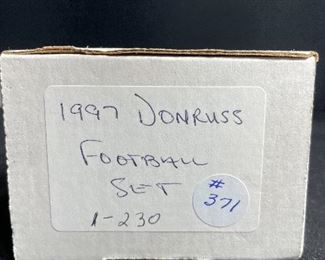 1997 DONRUSS
FOOTBALL
SET
1-230
#
371